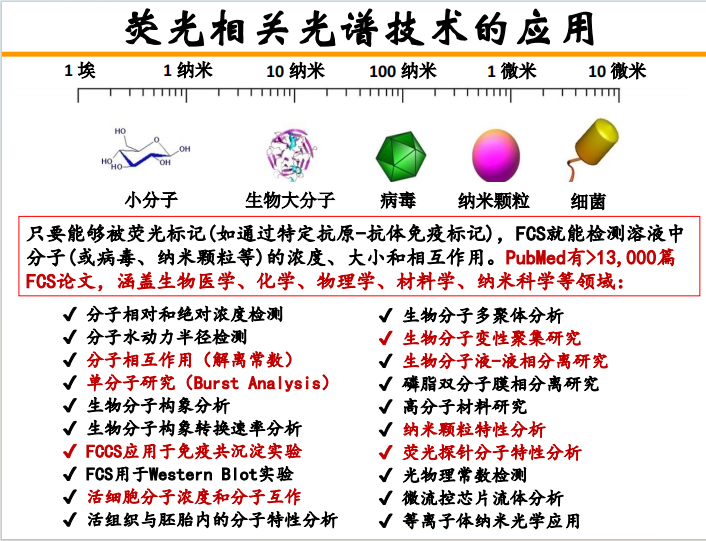 荧光相关光谱技术的应用
1 埃 1 纳米 10 纳米 100 纳米 1 微米 10 微米
HO OH HO HO OH O
小分子 生物大分子 病毒 纳米颗粒 细菌
只要能够被荧光标记(如通过特定抗原-抗体免疫标记)，FCS就能检测溶液中
分子(或病毒、纳米颗粒等)的浓度、大小和相互作用。PubMed有>13,000篇
FCS论文，涵盖生物医学、化学、物理学、材料学、纳米科学等领域：
✓ 分子相对和绝对浓度检测
✓ 分子水动力半径检测
✓ 分子相互作用（解离常数）
✓ 单分子研究（Burst Analysis）
✓ 生物分子构象分析
✓ 生物分子构象转换速率分析
✓ FCCS应用于免疫共沉淀实验
✓ FCS用于Western Blot实验
✓ 活细胞分子浓度和分子互作
✓ 活组织与胚胎内的分子特性分析
✓ 生物分子多聚体分析
✓ 生物分子变性聚集研究
✓ 生物分子液-液相分离研究
✓ 磷脂双分子膜相分离研究
✓ 高分子材料研究
✓ 纳米颗粒特性分析
✓ 荧光探针分子特性分析
✓ 光物理常数检测
✓ 微流控芯片流体分析
✓ 等离子体纳米光学应用